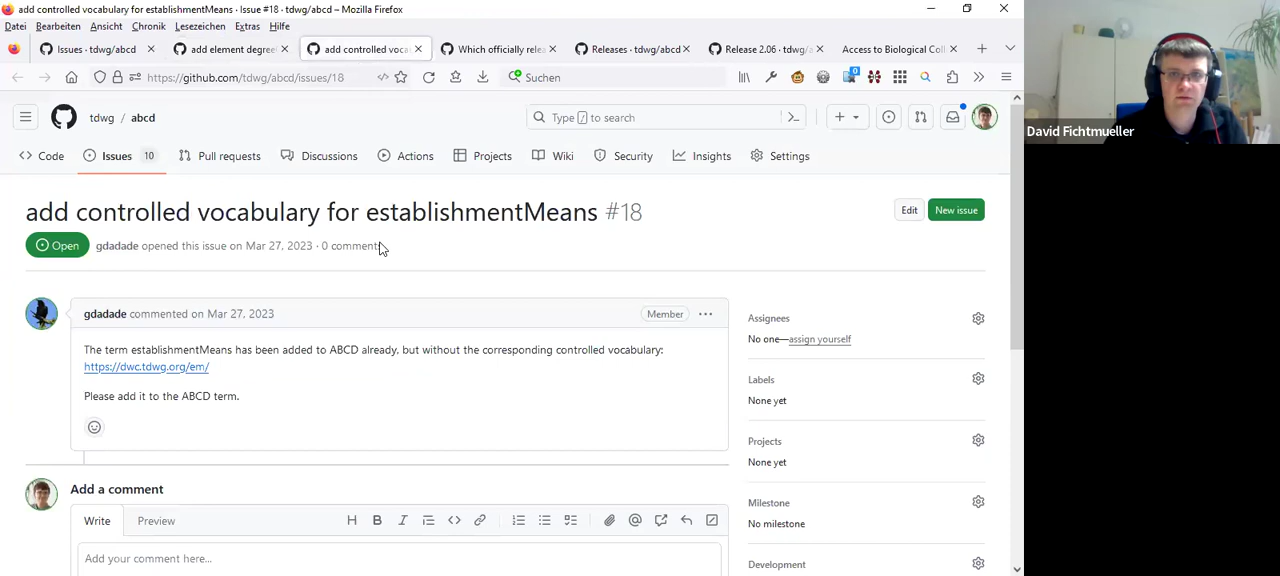 add controlled vocabulary for establishmentMeans · Issue #18 · tdwg/abcd – Mozilla Firefox
Datei Bearbeiten Ansicht Chronik Lesezeichen Extras Hilfe
Issues · tdwg/abcd
add element degree
add controlled voca
Which officially rele
Releases · tdwg/abcd
Release 2.06 · tdwg/a
Access to Biological Coll
https://github.com/tdwg/abcd/issues/18
Suchen
tdwg / abcd
Type / to search
Code Issues 10 Pull requests Discussions Actions Projects Wiki Security Insights Settings
add controlled vocabulary for establishmentMeans #18
Edit New issue
Open gdadade opened this issue on Mar 27, 2023 · 0 comments
gdadade commented on Mar 27, 2023
Member
The term establishmentMeans has been added to ABCD already, but without the corresponding controlled vocabulary:
https://dwc.tdwg.org/em/
Please add it to the ABCD term.
Add a comment
Write Preview
Add your comment here...
Assignees
No one—assign yourself
Labels
None yet
Projects
None yet
Milestone
No milestone
Development
David Fichtmueller